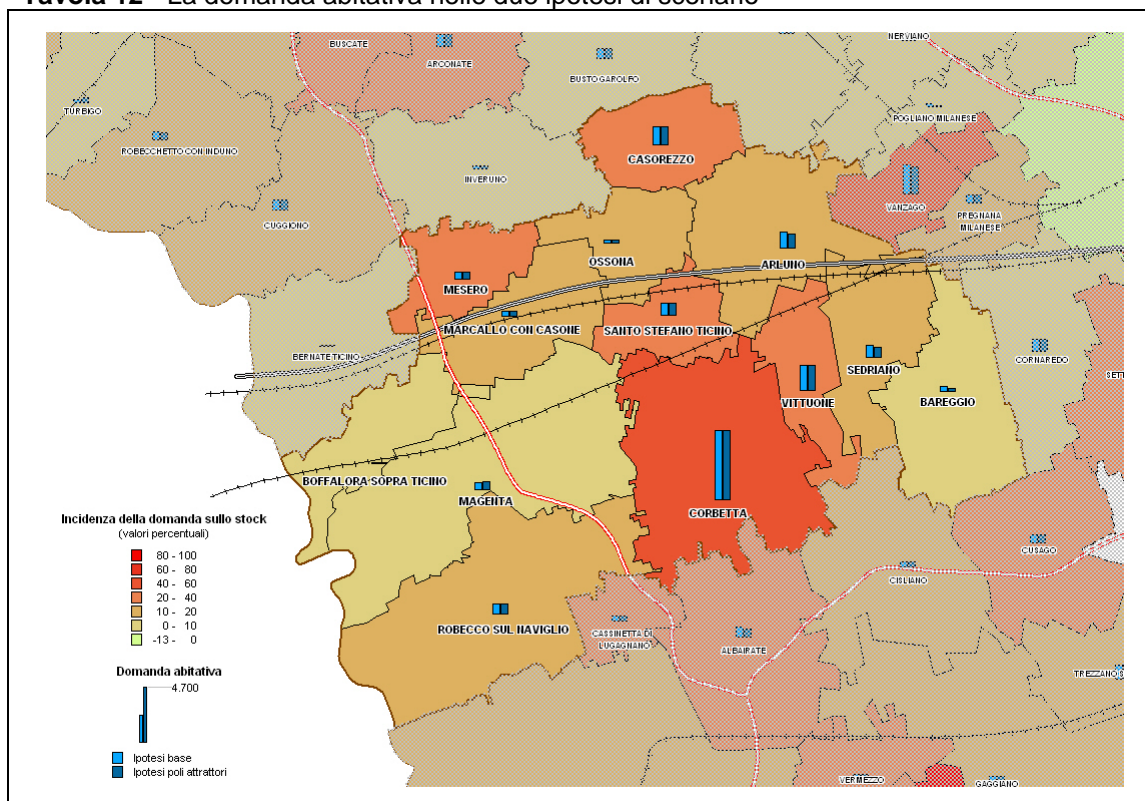 Tavola 12 - La domanda abitativa nelle due ipotesi di scenario
NERVIANO
BUSCATE
ARCONATE
BUSTO GAROLFO
TURBIGO
POGLIANO MILANESE
ROBECCHETTO CON INDUNO
CASOREZZO
INVERUNO
VANZAGO
CUGGIONO
PREGNANA
MILANESE
OSSONA
ARLUNO
MESERO
MARCALLO CON CASONE
SANTO STEFANO TICINO
BERNATE TICINO
CORNAREDO
SEDRIANO
SETT
VITTUONE
BAREGGIO
BOFFALORA SOPRA TICINO
MAGENTA
CORBETTA
Incidenza della domanda sullo stock
(valori percentuali)
80 - 100
60 - 80
40 - 60
20 - 40
10 - 20
0 - 10
-13 - 0
CUSAGO
CISLIANO
ROBECCO SUL NAVIGLIO
CASSINETTA DI
LUGAGNANO
ALBAIRATE
Domanda abitativa
4.700
TREZZANO S
Ipotesi base
Ipotesi poli attrattori
VERMEZZO
GAGGIANO